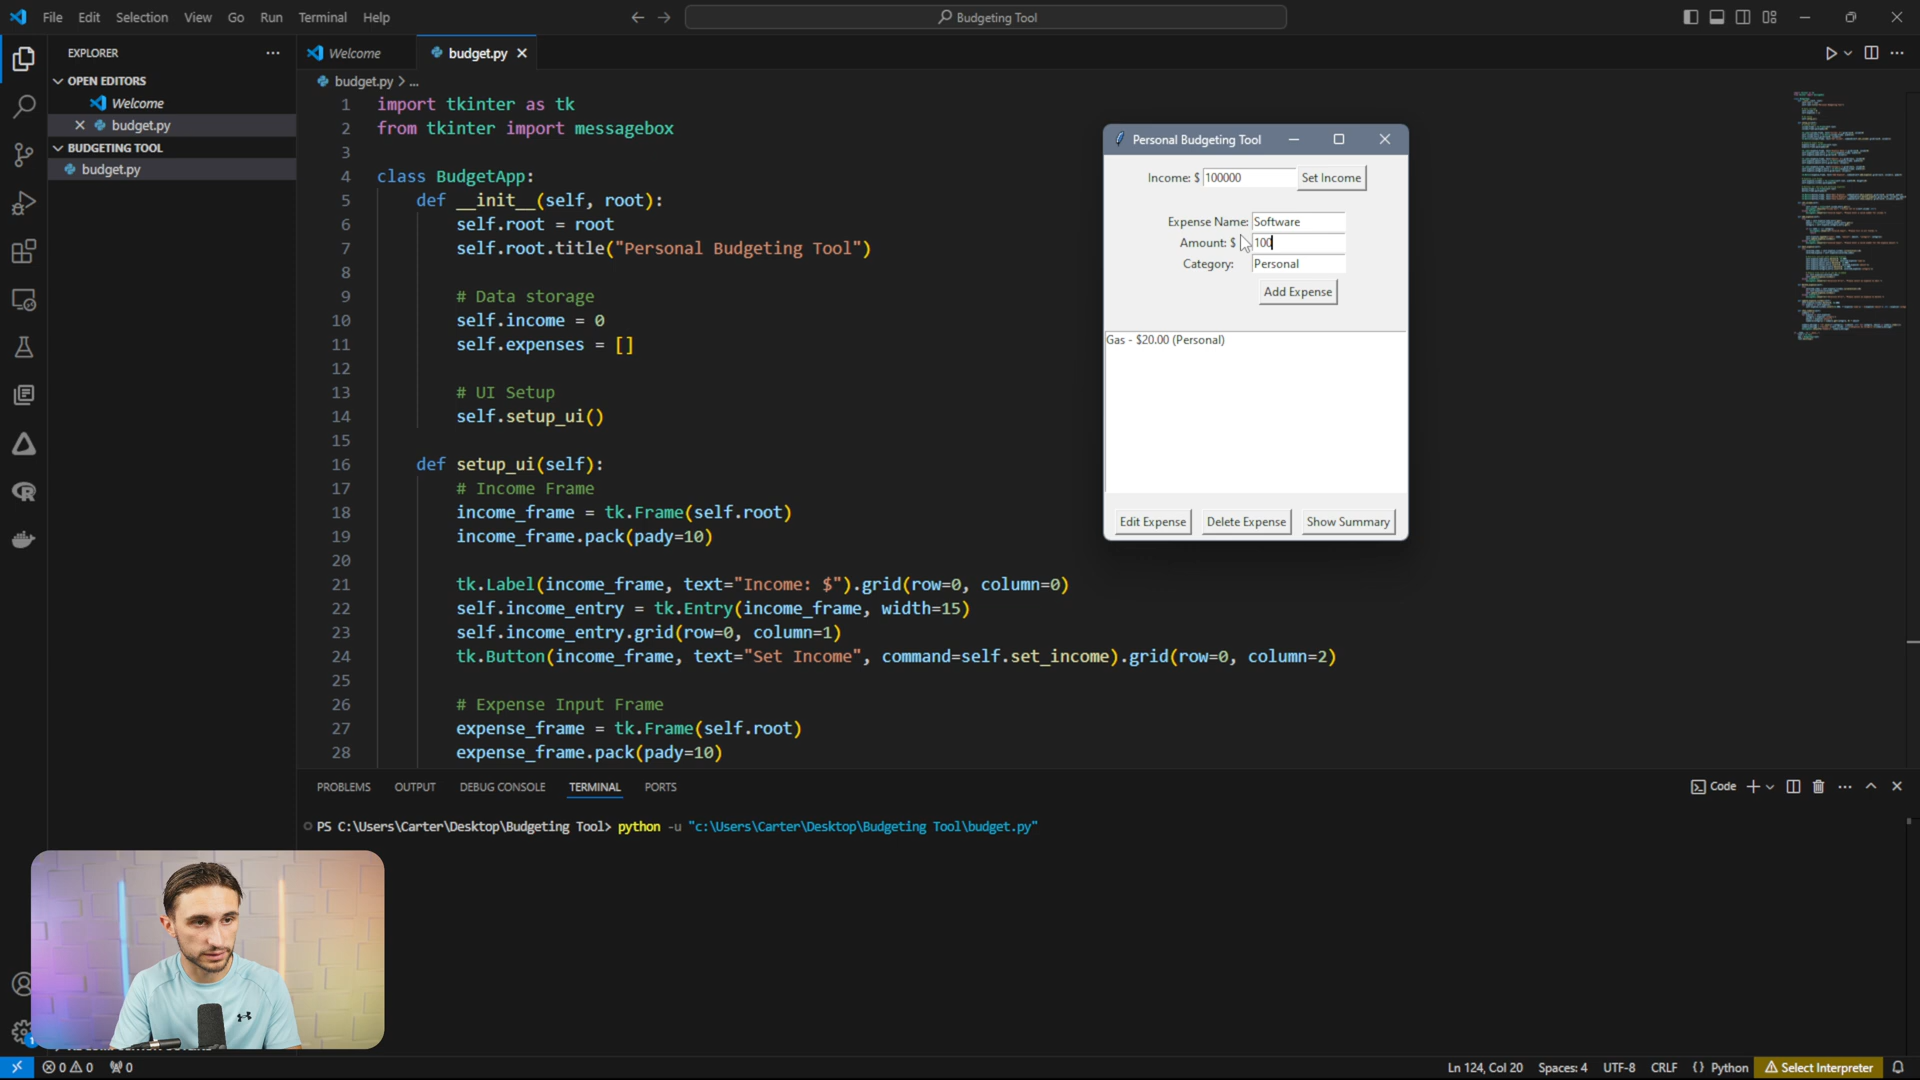 File Edit Selection View Go Run Terminal Help
Budgeting Tool
EXPLORER
OPEN EDITORS
Welcome
budget.py
BUDGETING TOOL
budget.py
Welcome
budget.py
budget.py > ...
1 import tkinter as tk
2 from tkinter import messagebox
3
4 class BudgetApp:
5 def __init__(self, root):
6 self.root = root
7 self.root.title("Personal Budgeting Tool")
8
9 # Data storage
10 self.income = 0
11 self.expenses = []
12
13 # UI Setup
14 self.setup_ui()
15
16 def setup_ui(self):
17 # Income Frame
18 income_frame = tk.Frame(self.root)
19 income_frame.pack(pady=10)
20
21 tk.Label(income_frame, text="Income: $").grid(row=0, column=0)
22 self.income_entry = tk.Entry(income_frame, width=15)
23 self.income_entry.grid(row=0, column=1)
24 tk.Button(income_frame, text="Set Income", command=self.set_income).grid(row=0, column=2)
25
26 # Expense Input Frame
27 expense_frame = tk.Frame(self.root)
28 expense_frame.pack(pady=10)
Personal Budgeting Tool
Income: $ 100000 Set Income
Expense Name: Software
Amount: $ 100
Category: Personal
Add Expense
Gas - $20.00 (Personal)
Edit Expense Delete Expense Show Summary
PROBLEMS OUTPUT DEBUG CONSOLE TERMINAL PORTS
Code
PS C:\Users\Carter\Desktop\Budgeting Tool> python -u "c:\Users\Carter\Desktop\Budgeting Tool\budget.py"
0 0 0
Ln 124, Col 20 Spaces: 4 UTF-8 CRLF {} Python Select Interpreter